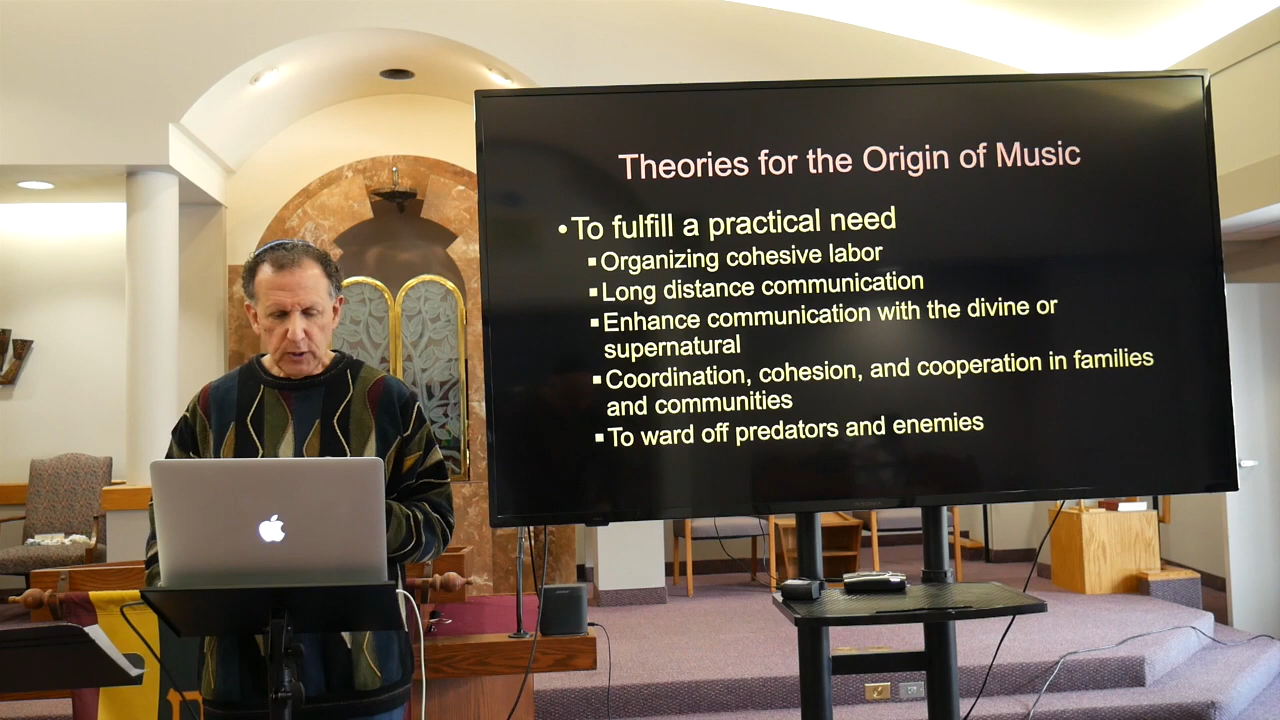 Theories for the Origin of Music
•To fulfill a practical need
▪Organizing cohesive labor
▪Long distance communication
▪Enhance communication with the divine or
supernatural
▪Coordination, cohesion, and cooperation in families
and communities
▪To ward off predators and enemies